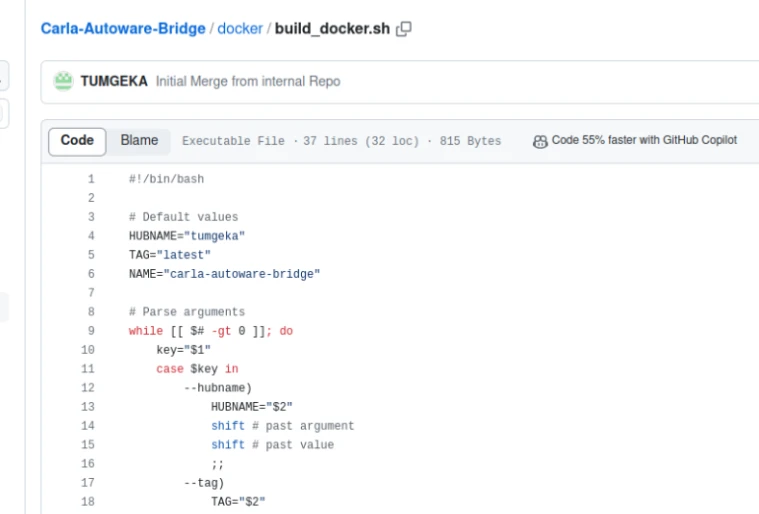 Carla-Autoware-Bridge / docker / build_docker.sh
TUMGEKA Initial Merge from internal Repo
Code Blame Executable File · 37 lines (32 loc) · 815 Bytes Code 55% faster with GitHub Copilot
1 #!/bin/bash
2
3 # Default values
4 HUBNAME="tumgeka"
5 TAG="latest"
6 NAME="carla-autoware-bridge"
7
8 # Parse arguments
9 while [[ $# -gt 0 ]]; do
10 key="$1"
11 case $key in
12 --hubname)
13 HUBNAME="$2"
14 shift # past argument
15 shift # past value
16 ;;
17 --tag)
18 TAG="$2"